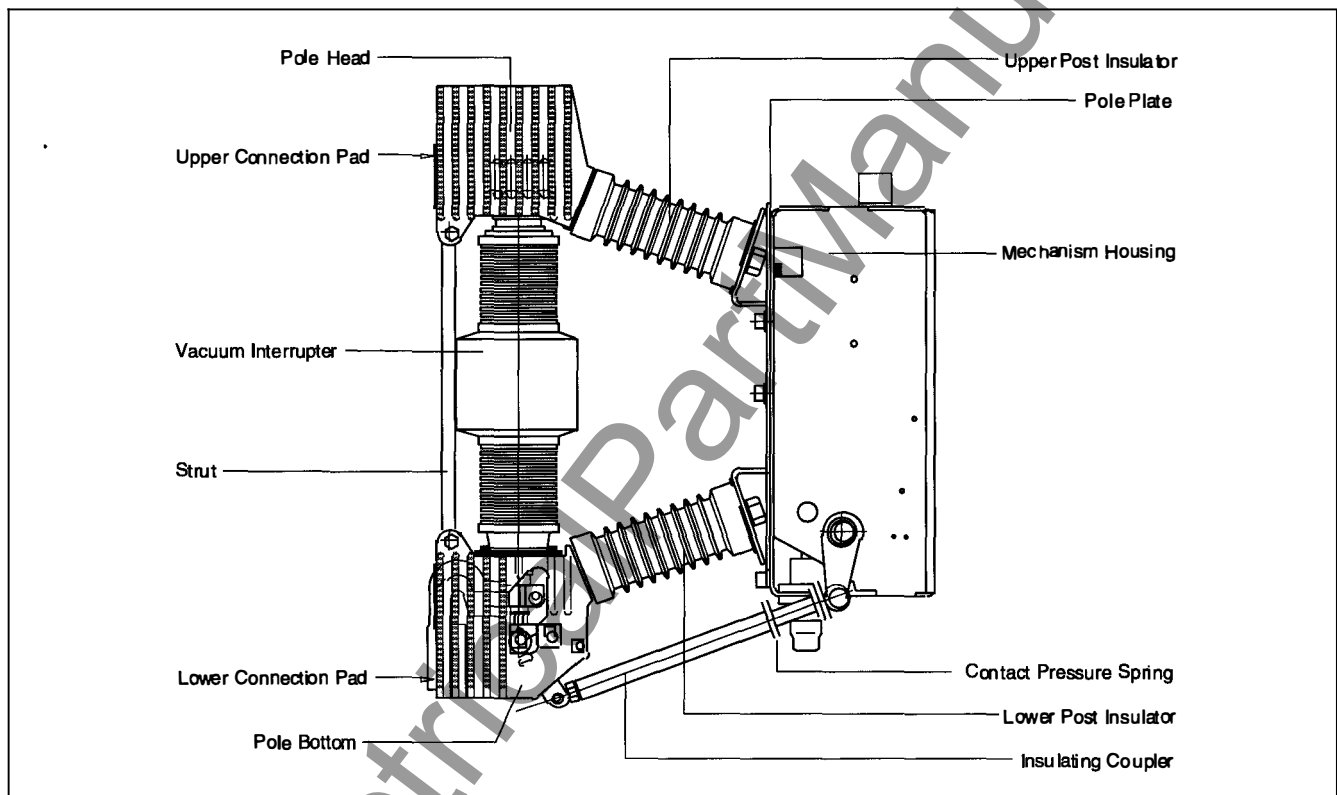 Pole Head
Upper Connection Pad
Vacuum Interrupter
Strut
Lower Connection Pad
Pole Bottom
Upper Post Insulator
Pole Plate
Mechanism Housing
Contact Pressure Spring
Lower Post Insulator
Insulating Coupler
ctricalPartManu